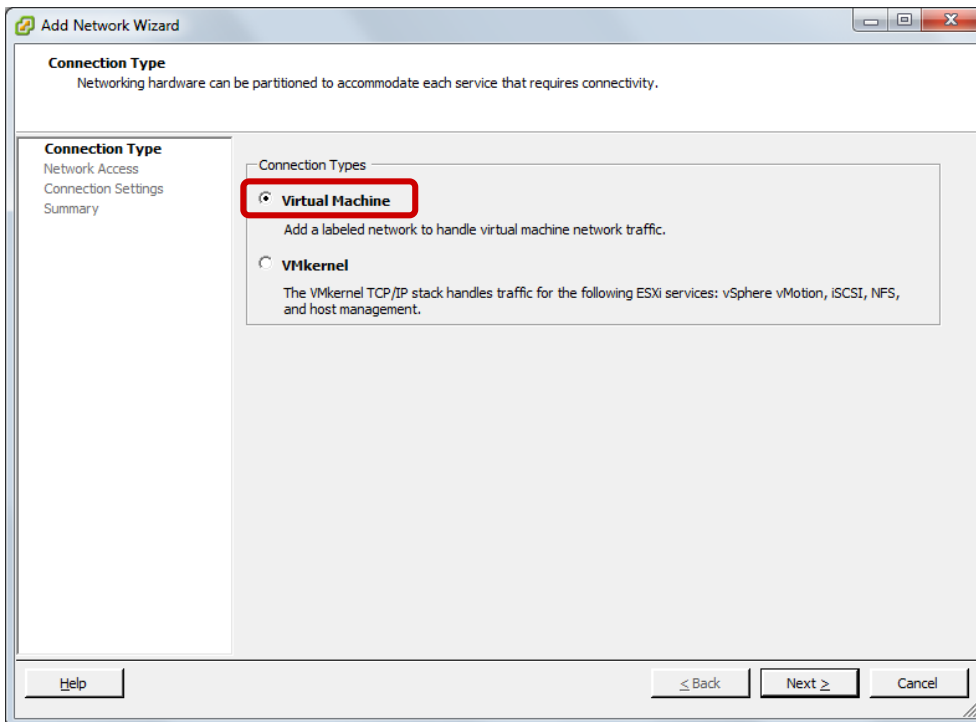 Add Network Wizard
Connection Type
Networking hardware can be partitioned to accommodate each service that requires connectivity.
Connection Type
Network Access
Connection Settings
Summary
Connection Types
Virtual Machine
Add a labeled network to handle virtual machine network traffic.
VMkernel
The VMkernel TCP/IP stack handles traffic for the following ESXi services: vSphere vMotion, iSCSI, NFS,
and host management.
Help
< Back
Next >
Cancel